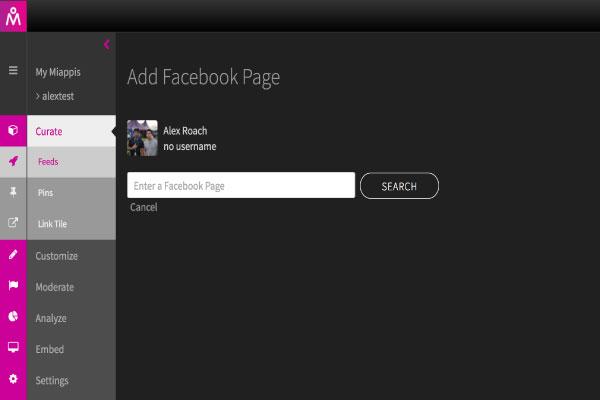 My Miappis
> alextest
Curate
Feeds
Pins
Link Tile
Customize
Moderate
Analyze
Embed
Settings
Add Facebook Page
Alex Roach
no username
Enter a Facebook Page
SEARCH
Cancel